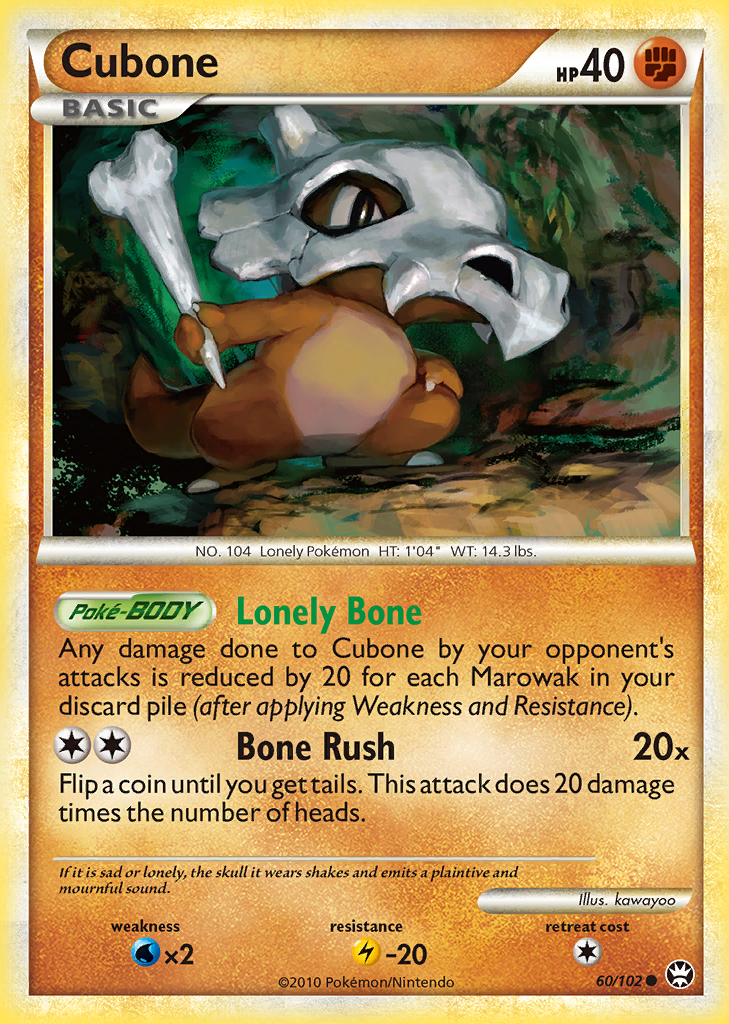 Cubone
HP40
BASIC
NO. 104 Lonely Pokémon HT: 1'04" WT: 14.3 lbs.
Poké-BODY Lonely Bone
Any damage done to Cubone by your opponent's
attacks is reduced by 20 for each Marowak in your
discard pile (after applying Weakness and Resistance).
Bone Rush 20x
Flip a coin until you get tails. This attack does 20 damage
times the number of heads.
If it is sad or lonely, the skull it wears shakes and emits a plaintive and
mournful sound.
Illus. kawayoo
weakness resistance retreat cost
×2 -20
©2010 Pokémon/Nintendo 60/102